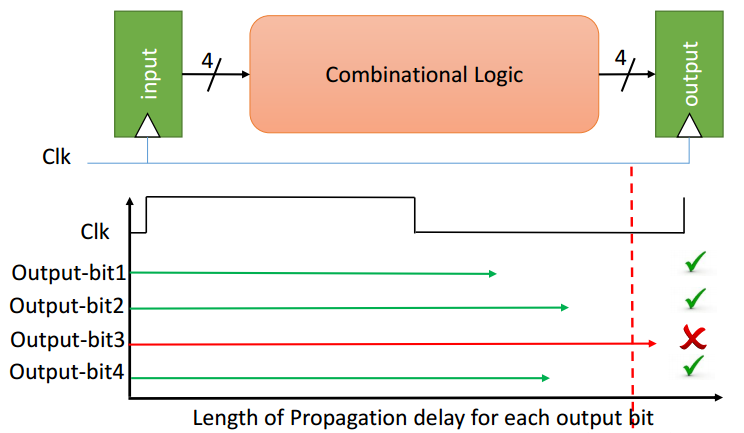 input
4
Combinational Logic
4
output
Clk
Clk
Output-bit1
Output-bit2
Output-bit3
Output-bit4
Length of Propagation delay for each output bit